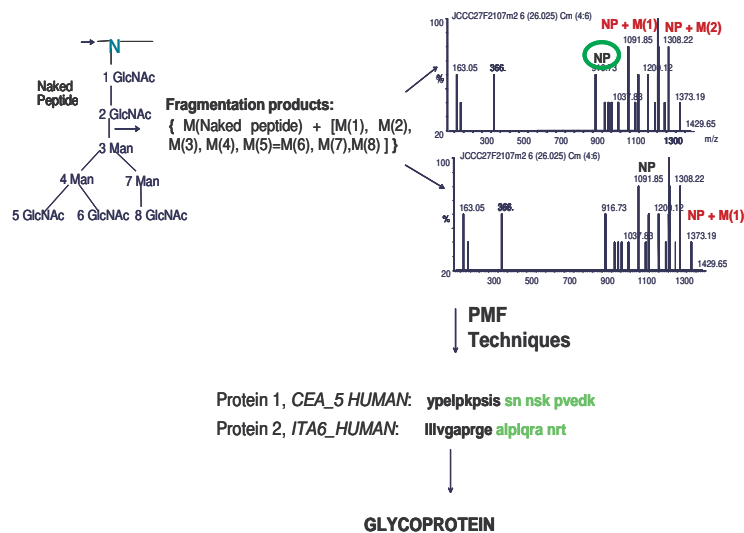 N
Naked
Peptide
1 GlcNAc
2 GlcNAc
3 Man
4 Man
7 Man
5 GlcNAc
6 GlcNAc
8 GlcNAc
Fragmentation products:
{ M(Naked peptide) + [M(1), M(2),
M(3), M(4), M(5)=M(6), M(7),M(8) ] }
JCCC27F2107m2 6 (26.025) Cm (4:6)
NP + M(1)
NP + M(2)
100
1091.85
1308.22
NP
163.05
366.
1209.12
%
1037.83
1373.19
1429.65
20
300
500
700
900
1100
1300
m/z
JCCC27F2107m2 6 (26.025) Cm (4:6)
100
NP
1091.85
1308.22
163.05
366.
916.73
1209.12
NP + M(1)
%
1037.83
1373.19
1429.65
20
300
500
700
900
1100
1300
PMF
Techniques
Protein 1, CEA_5 HUMAN: ypelpkpsis sn nsk pvedk
Protein 2, ITA6_HUMAN: lllvgaprge alplqra nrt
GLYCOPROTEIN